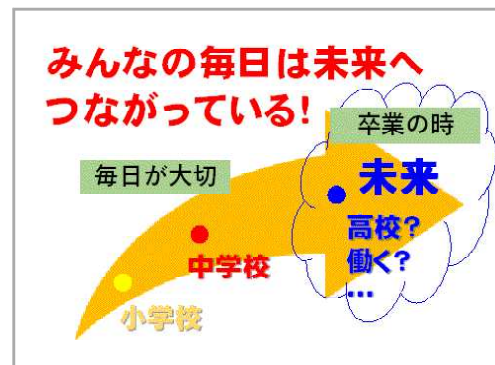 みんなの毎日は未来へ
つながっている!
卒業の時
毎日が大切
未来
高校?
働く?
...
中学校
小学校